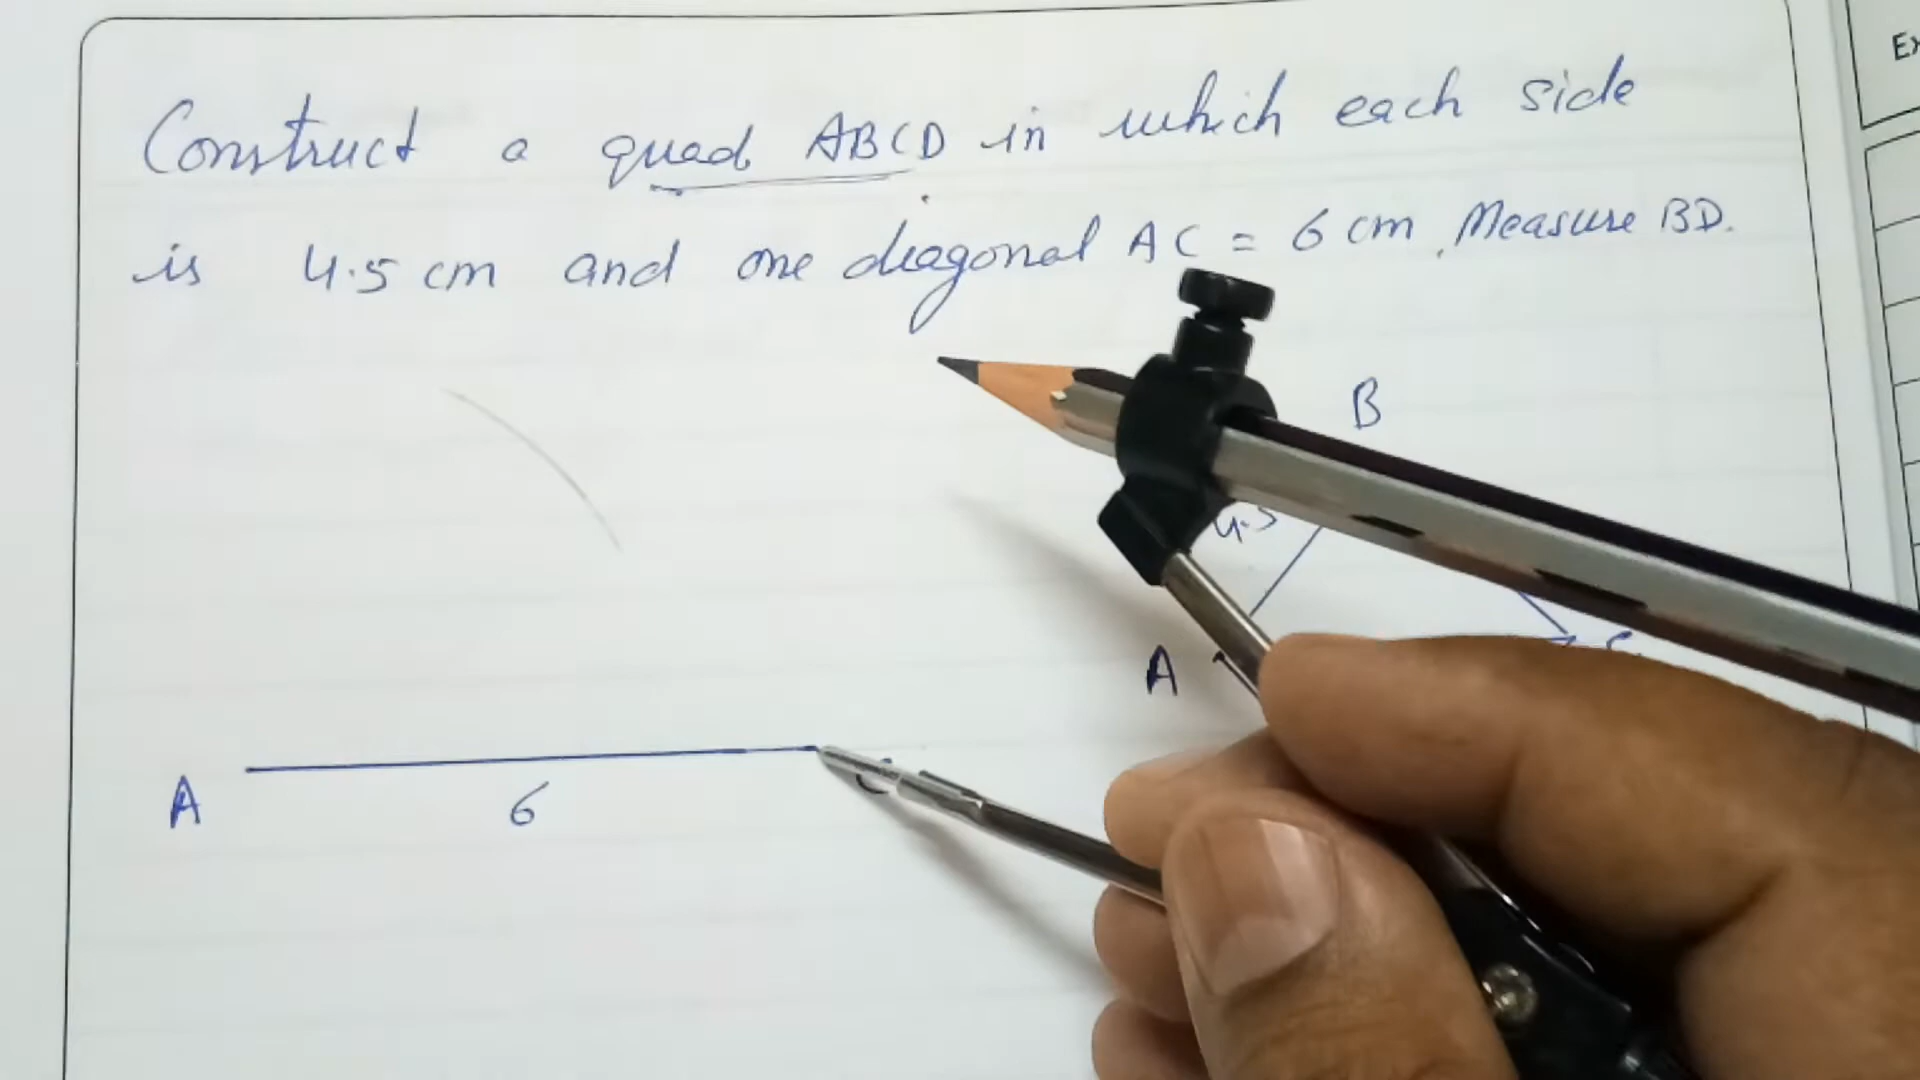 Construct a quad ABCD in which each side
is 4.5 cm and one diagonal AC = 6 cm. Measure BD.
B
4.5
A
A
6